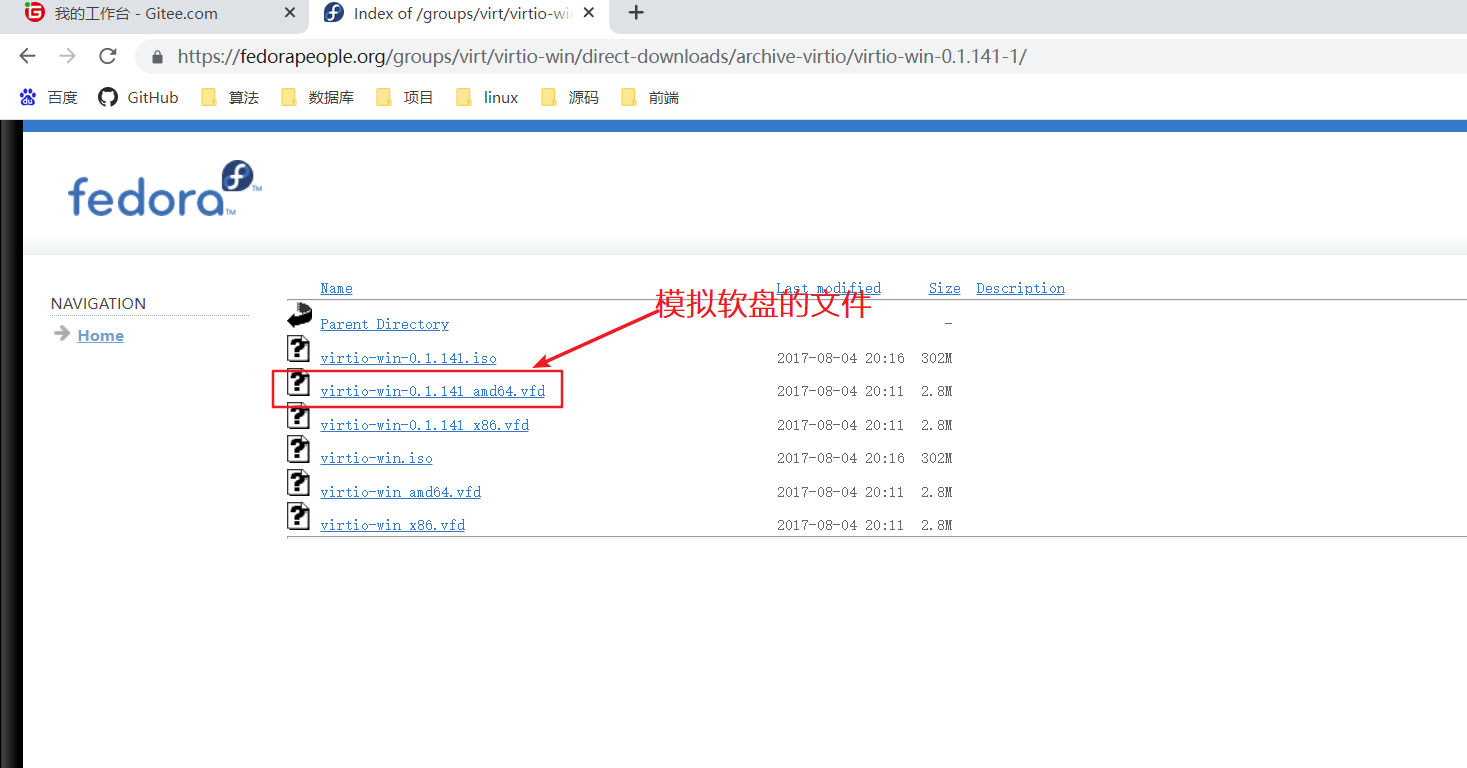 我的工作台 - Gitee.com
Index of /groups/virt/virtio-wi
https://fedorapeople.org/groups/virt/virtio-win/direct-downloads/archive-virtio/virtio-win-0.1.141-1/
百度 GitHub 算法 数据库 项目 linux 源码 前端
fedora
NAVIGATION
Home
Name Last modified Size Description
模拟软盘的文件
Parent Directory -
virtio-win-0.1.141.iso 2017-08-04 20:16 302M
virtio-win-0.1.141_amd64.vfd 2017-08-04 20:11 2.8M
virtio-win-0.1.141_x86.vfd 2017-08-04 20:11 2.8M
virtio-win.iso 2017-08-04 20:16 302M
virtio-win_amd64.vfd 2017-08-04 20:11 2.8M
virtio-win_x86.vfd 2017-08-04 20:11 2.8M